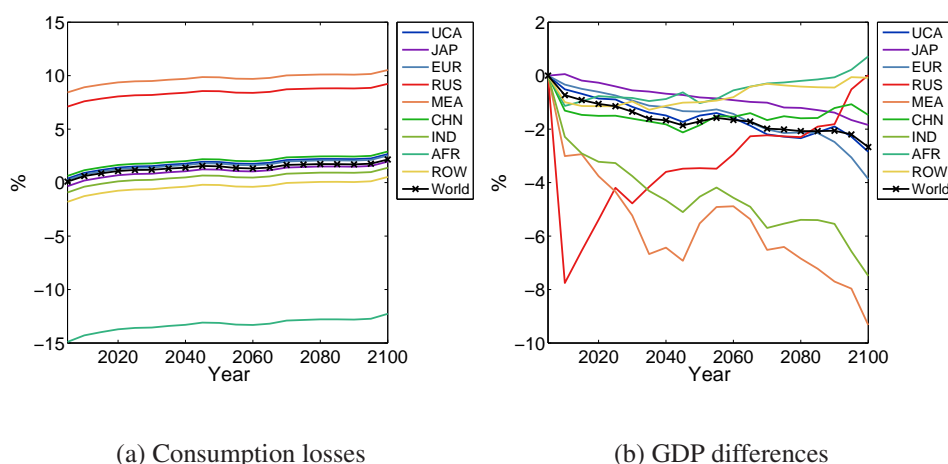 15
10
5
0
−5
−10
−15
%
2020 2040 2060 2080 2100
Year
UCA
JAP
EUR
RUS
MEA
CHN
IND
AFR
ROW
World
2
0
−2
−4
−6
−8
−10
%
2020 2040 2060 2080 2100
Year
UCA
JAP
EUR
RUS
MEA
CHN
IND
AFR
ROW
World
(a) Consumption losses
(b) GDP differences